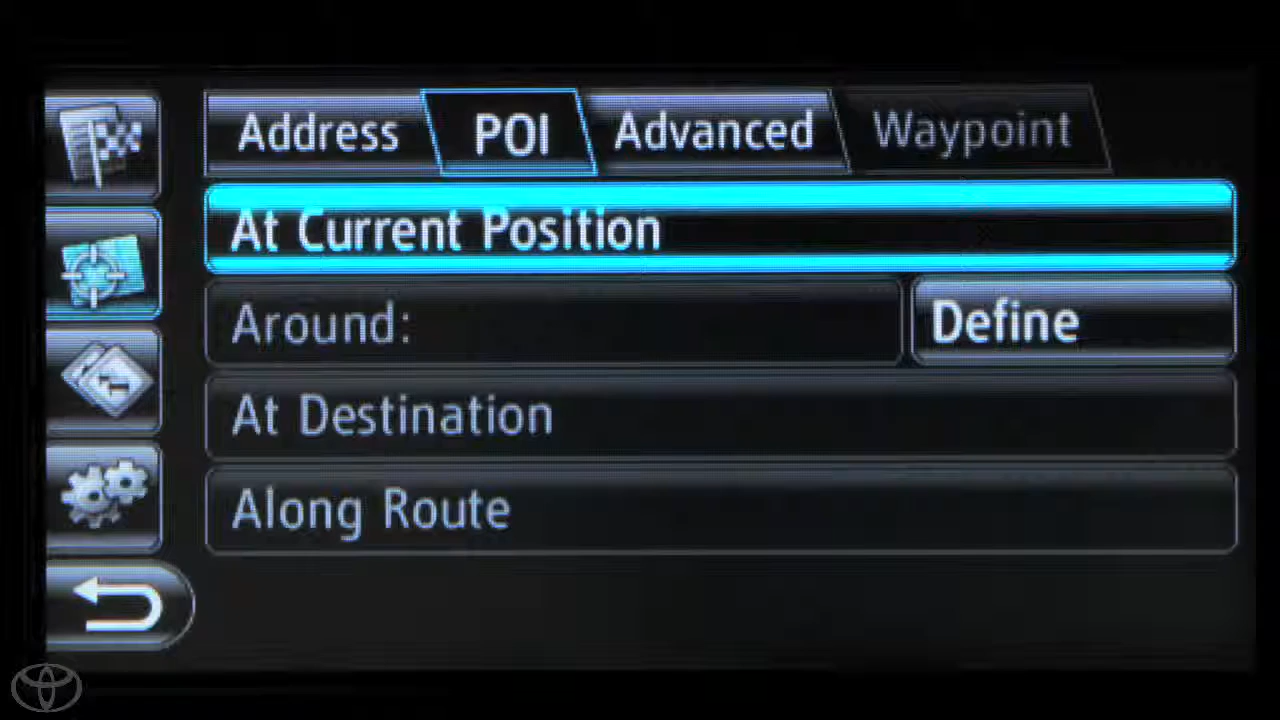 Address POI Advanced Waypoint
At Current Position
Around: Define
At Destination
Along Route